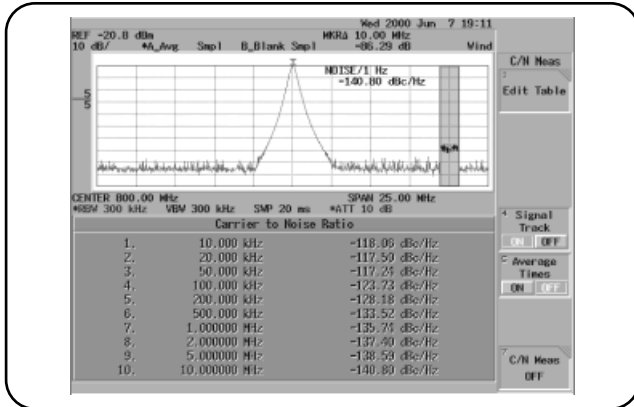 Wed 2000 Jun 7 19:11
REF -20.8 dBm MKRΔ 10.00 MHz
10 dB/ *A_Avg Smpl B_Blank Smpl -86.29 dB Wind
NOISE/1 Hz
-140.80 dBc/Hz
CENTER 800.00 MHz SPAN 25.00 MHz
*RBW 300 kHz VBW 300 kHz SWP 20 ms *ATT 10 dB
Carrier to Noise Ratio
1. 10.000 kHz -118.06 dBc/Hz
2. 20.000 kHz -117.50 dBc/Hz
3. 50.000 kHz -117.24 dBc/Hz
4. 100.000 kHz -123.73 dBc/Hz
5. 200.000 kHz -128.18 dBc/Hz
6. 500.000 kHz -133.52 dBc/Hz
7. 1.000000 MHz -135.74 dBc/Hz
8. 2.000000 MHz -137.40 dBc/Hz
9. 5.000000 MHz -138.59 dBc/Hz
10. 10.000000 MHz -140.80 dBc/Hz
C/N Meas
1
Edit Table
4 Signal
Track
ON OFF
Average
Times
ON OFF
7
C/N Meas
OFF